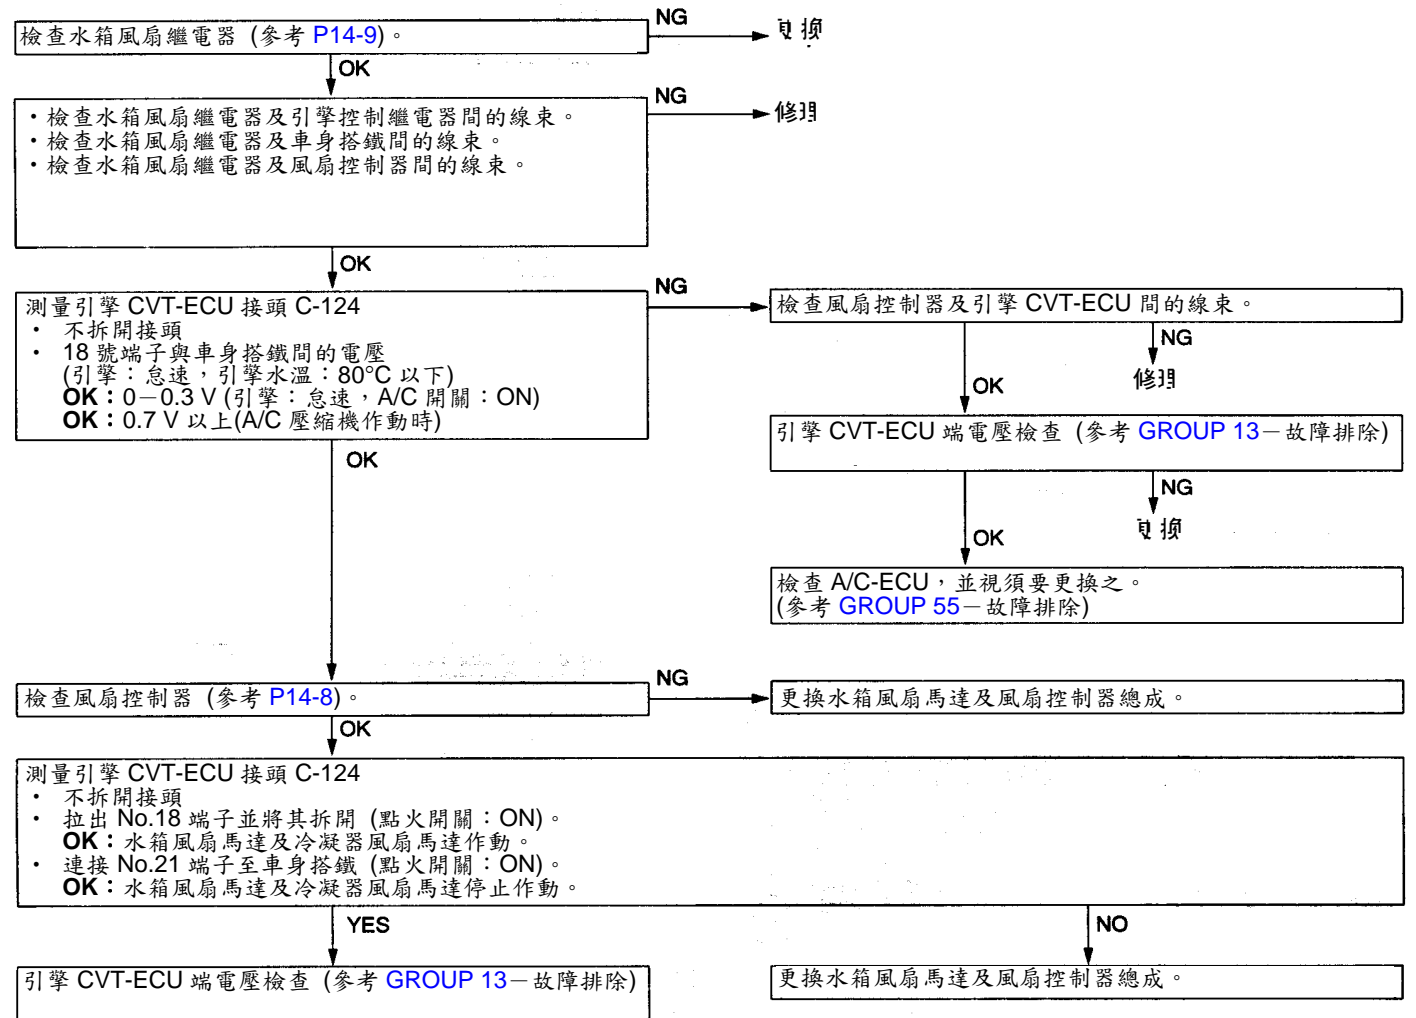 檢查水箱風扇繼電器 (參考 P14-9)。
NG
更換
OK
・檢查水箱風扇繼電器及引擎控制繼電器間的線束。
・檢查水箱風扇繼電器及車身搭鐵間的線束。
・檢查水箱風扇繼電器及風扇控制器間的線束。
NG
修理
OK
測量引擎 CVT-ECU 接頭 C-124
・ 不拆開接頭
・ 18 號端子與車身搭鐵間的電壓
(引擎：怠速，引擎水溫：80°C 以下)
OK：0－0.3 V (引擎：怠速，A/C 開關：ON)
OK：0.7 V 以上(A/C 壓縮機作動時)
NG
檢查風扇控制器及引擎 CVT-ECU 間的線束。
NG
修理
OK
引擎 CVT-ECU 端電壓檢查 (參考 GROUP 13－故障排除)
NG
更換
OK
檢查 A/C-ECU，並視須要更換之。
(參考 GROUP 55－故障排除)
OK
檢查風扇控制器 (參考 P14-8)。
NG
更換水箱風扇馬達及風扇控制器總成。
OK
測量引擎 CVT-ECU 接頭 C-124
・ 不拆開接頭
・ 拉出 No.18 端子並將其拆開 (點火開關：ON)。
OK：水箱風扇馬達及冷凝器風扇馬達作動。
・ 連接 No.21 端子至車身搭鐵 (點火開關：ON)。
OK：水箱風扇馬達及冷凝器風扇馬達停止作動。
YES
NO
引擎 CVT-ECU 端電壓檢查 (參考 GROUP 13－故障排除)
更換水箱風扇馬達及風扇控制器總成。